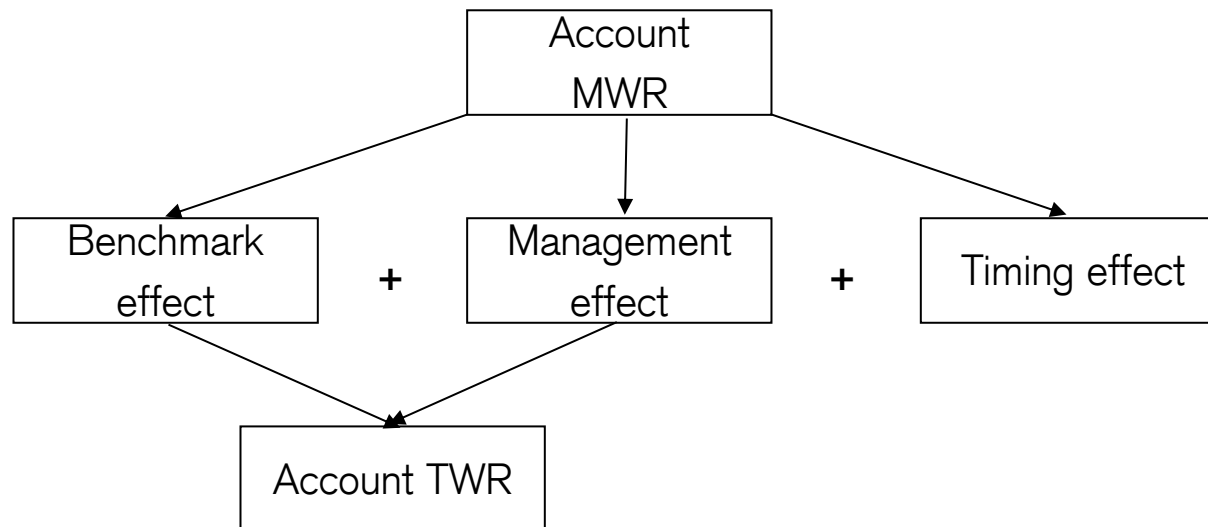 Account
MWR
Benchmark
effect
+
Management
effect
+
Timing effect
Account TWR